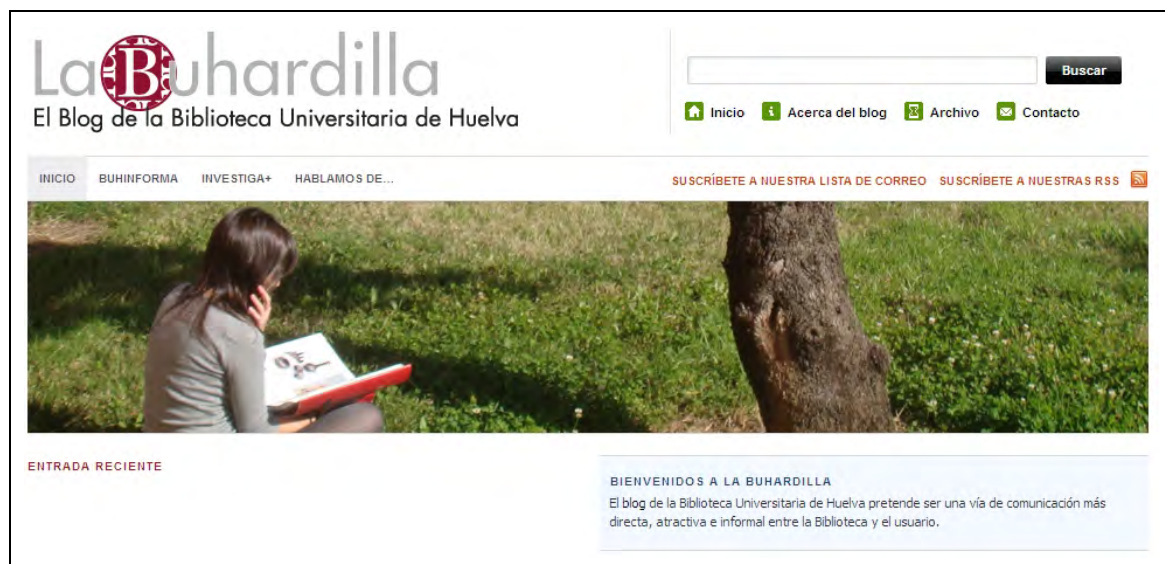 La Buhardilla
El Blog de la Biblioteca Universitaria de Huelva
Buscar
Inicio Acerca del blog Archivo Contacto
INICIO BUHINFORMA INVESTIGA+ HABLAMOS DE...
SUSCRÍBETE A NUESTRA LISTA DE CORREO SUSCRÍBETE A NUESTRAS RSS
ENTRADA RECIENTE
BIENVENIDOS A LA BUHARDILLA
El blog de la Biblioteca Universitaria de Huelva pretende ser una vía de comunicación más
directa, atractiva e informal entre la Biblioteca y el usuario.